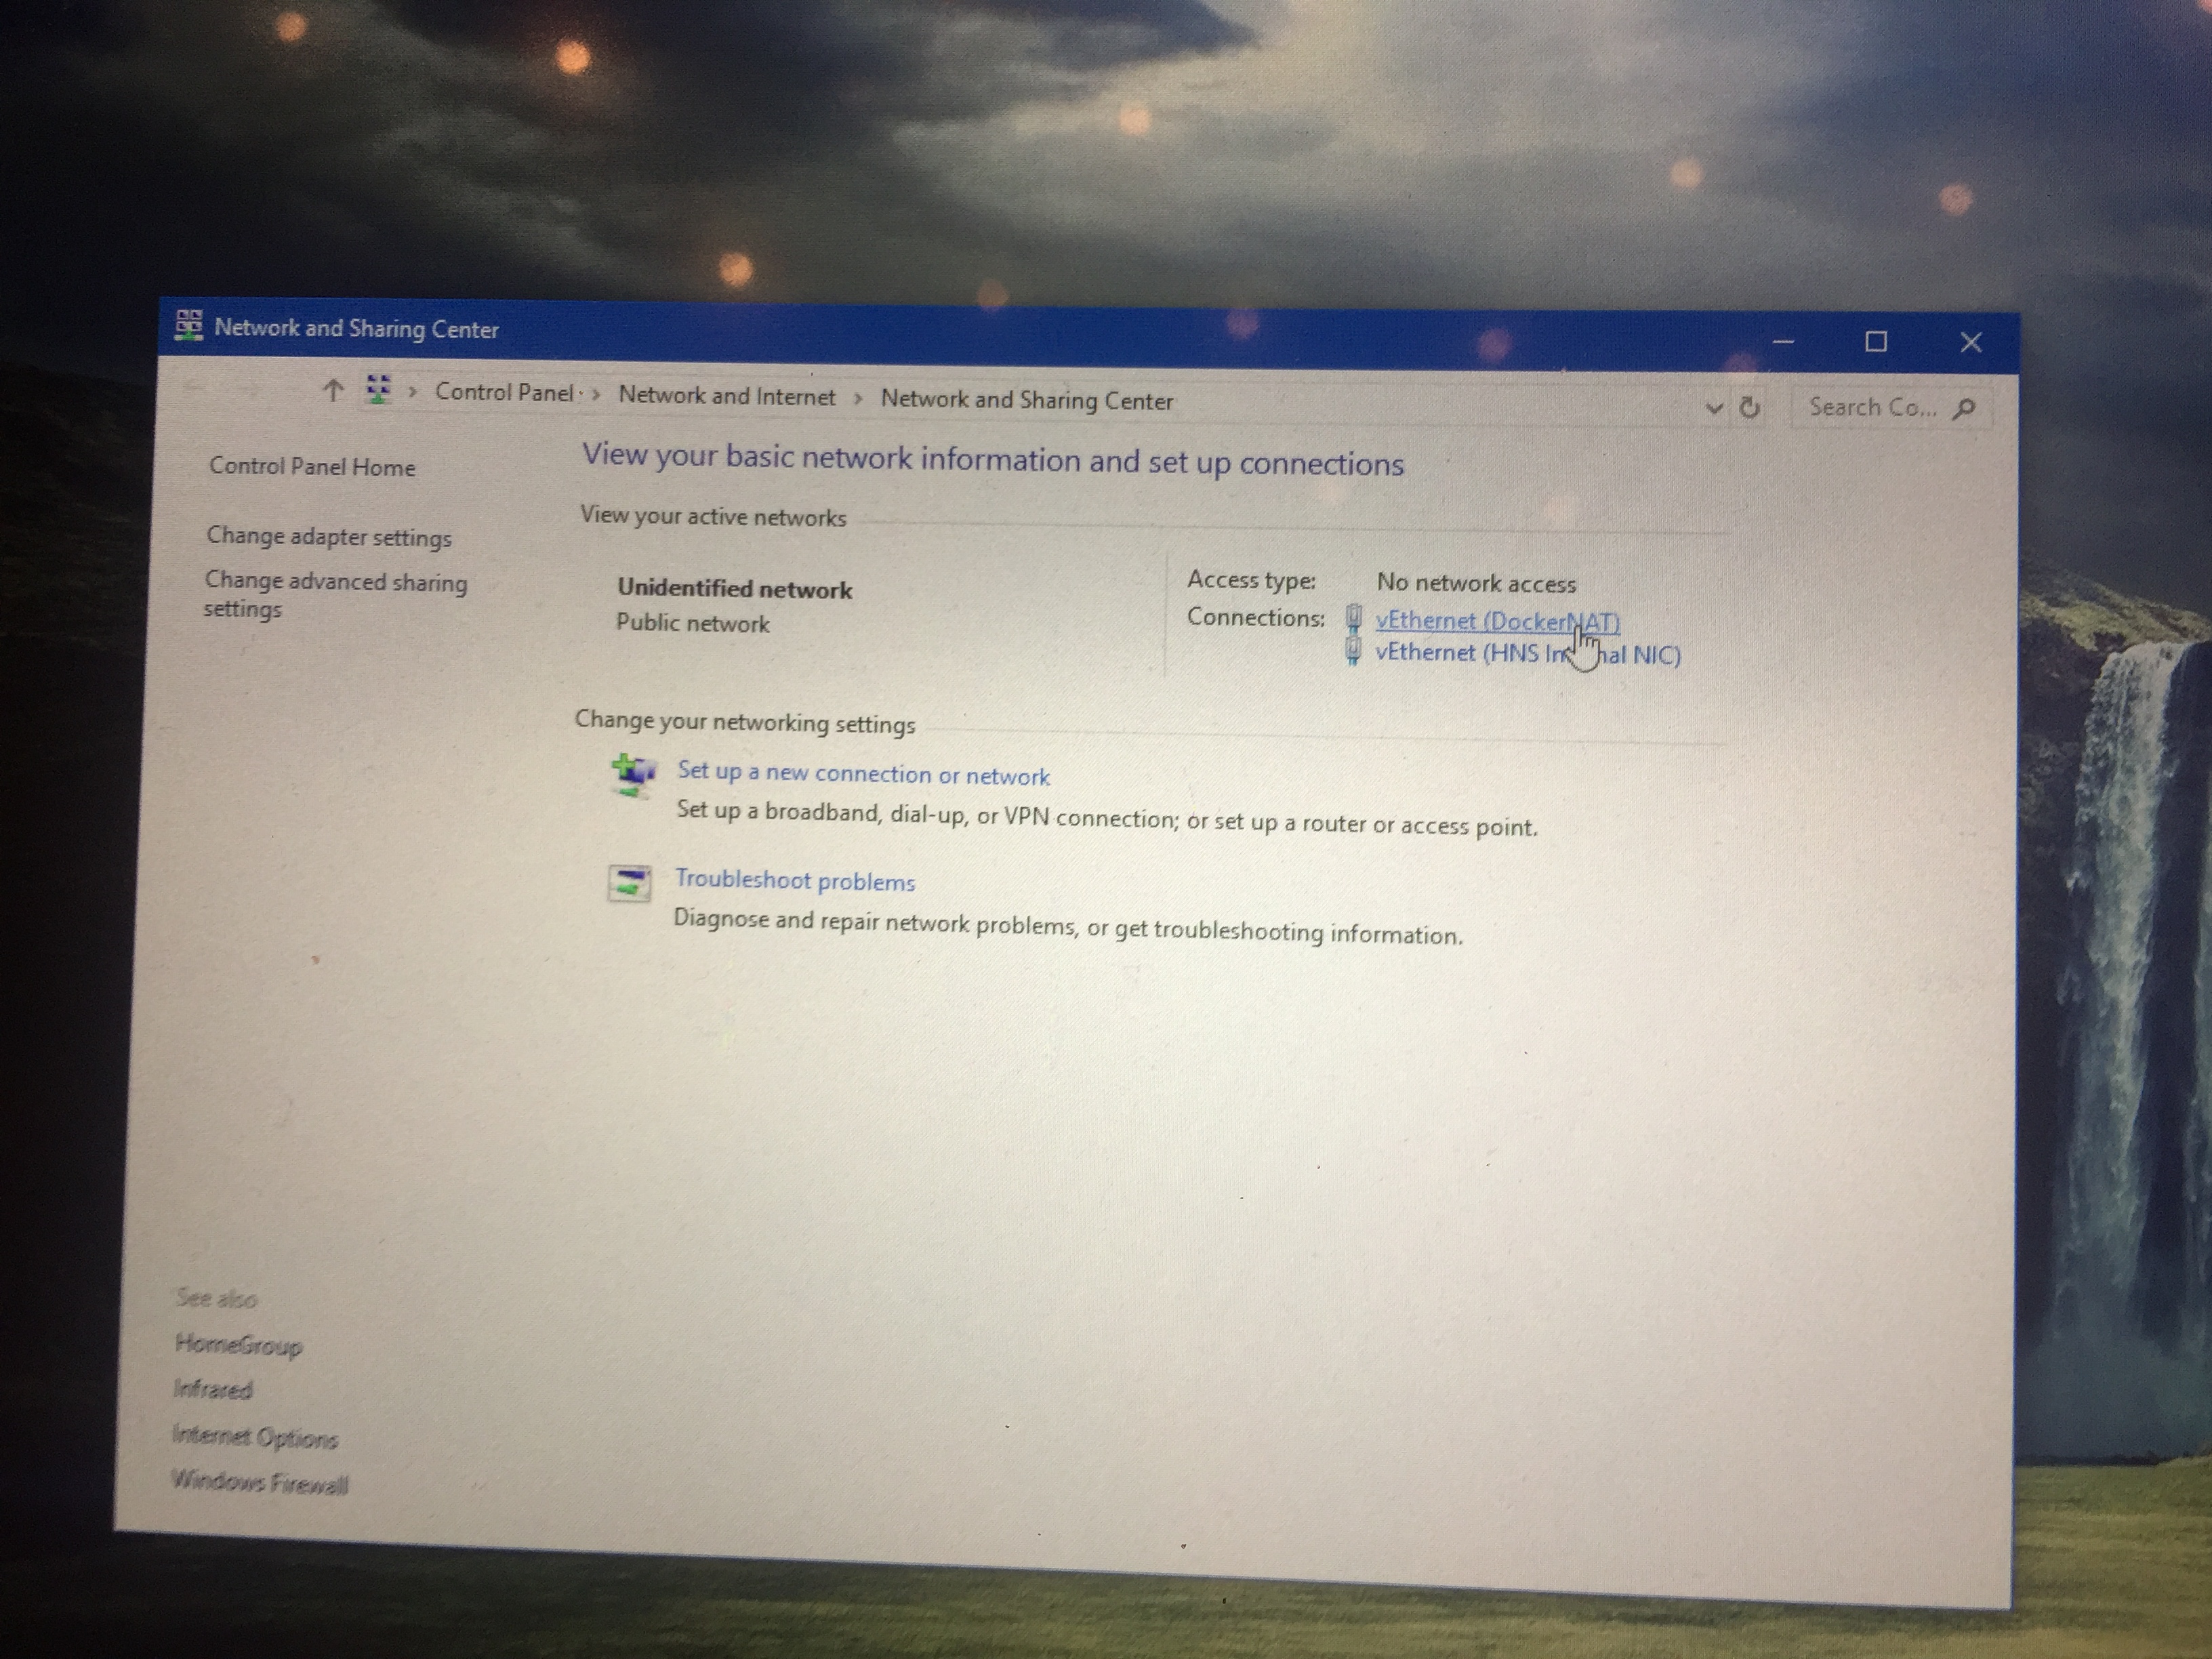 Network and Sharing Center
Control Panel > Network and Internet > Network and Sharing Center
Search Co...
Control Panel Home
Change adapter settings
Change advanced sharing
settings
View your basic network information and set up connections
View your active networks
Unidentified network
Public network
Access type: No network access
Connections: vEthernet (DockerNAT)
vEthernet (HNS In nal NIC)
Change your networking settings
Set up a new connection or network
Set up a broadband, dial-up, or VPN connection; or set up a router or access point.
Troubleshoot problems
Diagnose and repair network problems, or get troubleshooting information.
See also
HomeGroup
Infrared
Internet Options
Windows Firewall